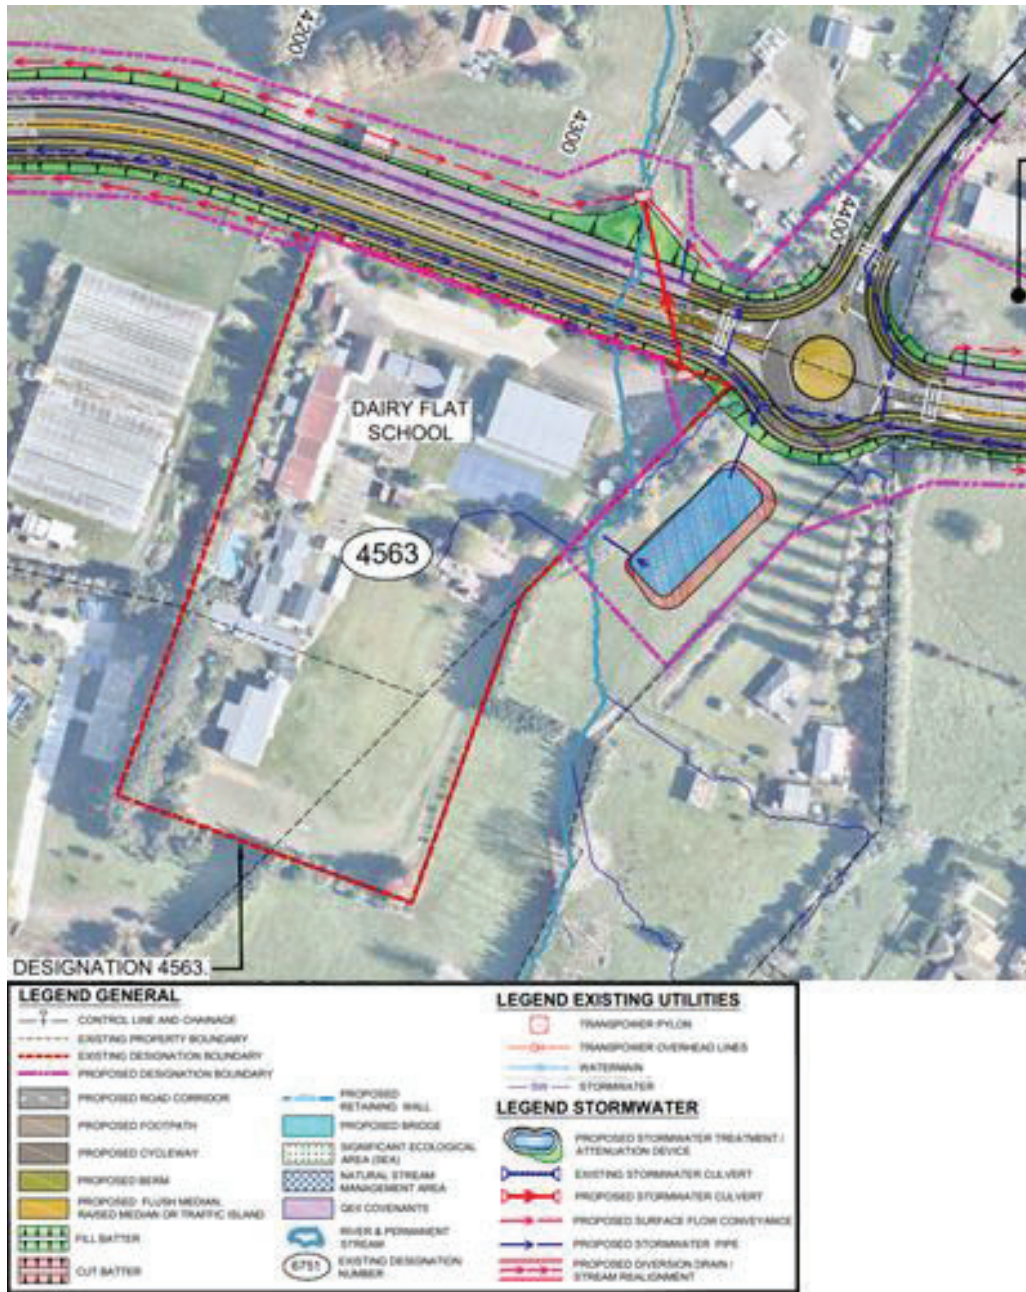 4200
4300
4400
DAIRY FLAT
SCHOOL
4563
DESIGNATION 4563.
LEGEND GENERAL
CONTROL LINE AND CHAINAGE
EXISTING PROPERTY BOUNDARY
EXISTING DESIGNATION BOUNDARY
PROPOSED DESIGNATION BOUNDARY
PROPOSED ROAD CORRIDOR
PROPOSED FOOTPATH
PROPOSED CYCLEWAY
PROPOSED BERM
PROPOSED FLUSH MEDIAN,
RAISED MEDIAN OR TRAFFIC ISLAND
FILL BATTER
CUT BATTER
PROPOSED
RETAINING WALL
PROPOSED BRIDGE
SIGNIFICANT ECOLOGICAL
AREA (SEA)
NATURAL STREAM
MANAGEMENT AREA
QEII COVENANTS
RIVER & PERMANENT
STREAM
6751
EXISTING DESIGNATION
NUMBER
LEGEND EXISTING UTILITIES
TRANSPOWER PYLON
TRANSPOWER OVERHEAD LINES
WATERMAIN
SW
STORMWATER
LEGEND STORMWATER
PROPOSED STORMWATER TREATMENT /
ATTENUATION DEVICE
EXISTING STORMWATER CULVERT
PROPOSED STORMWATER CULVERT
PROPOSED SURFACE FLOW CONVEYANCE
PROPOSED STORMWATER PIPE
PROPOSED DIVERSION DRAIN /
STREAM REALIGNMENT